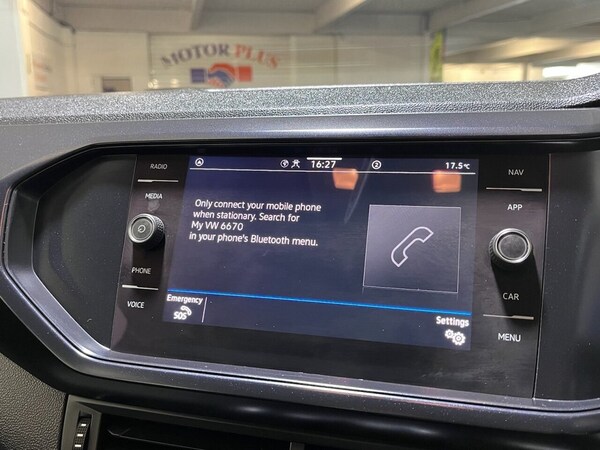 MOTOR PLUS
RADIO
MEDIA
PHONE
VOICE
16:27
2
17.5°C
Only connect your mobile phone
when stationary. Search for
My VW 6670
in your phone's Bluetooth menu.
Emergency
SOS
Settings
NAV
APP
CAR
MENU